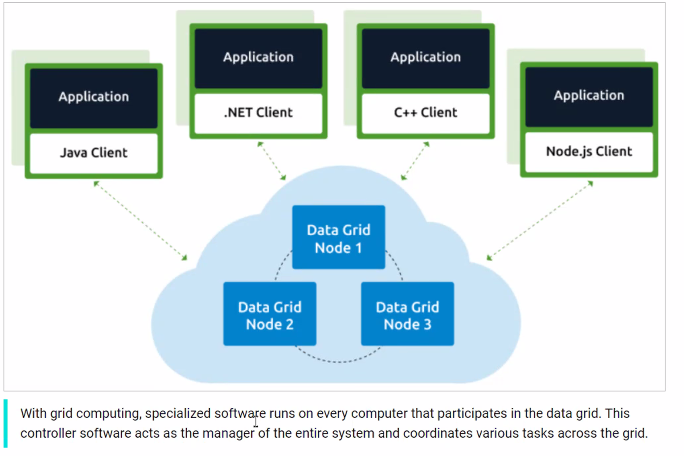 Application
Java Client
Application
.NET Client
Application
C++ Client
Application
Node.js Client
Data Grid
Node 1
Data Grid
Node 2
Data Grid
Node 3
With grid computing, specialized software runs on every computer that participates in the data grid. This
controller software acts as the manager of the entire system and coordinates various tasks across the grid.